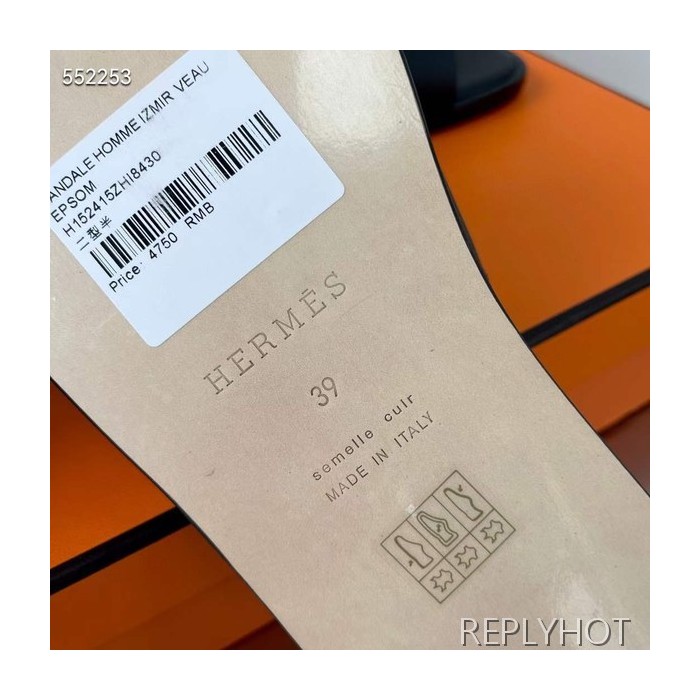 552253
ANDALE HOMME IZMIR VEAU
EPSOM
H152415ZHI8430
二型半
Price: 4750 RMB
HERMĒS
39
semelle cuir
MADE IN ITALY
REPLYHOT